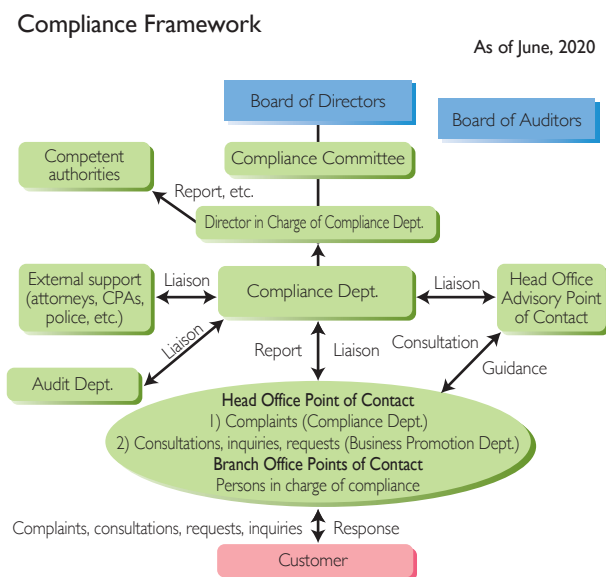 Compliance Framework
As of June, 2020
Board of Directors
Board of Auditors
Compliance Committee
Competent
authorities
Report, etc.
Director in Charge of Compliance Dept.
External support
(attorneys, CPAs,
police, etc.)
Liaison
Compliance Dept.
Liaison
Head Office
Advisory Point
of Contact
Liaison
Report
Liaison
Consultation
Guidance
Audit Dept.
Head Office Point of Contact
1) Complaints (Compliance Dept.)
2) Consultations, inquiries, requests (Business Promotion Dept.)
Branch Office Points of Contact
Persons in charge of compliance
Complaints, consultations, requests, inquiries
Response
Customer